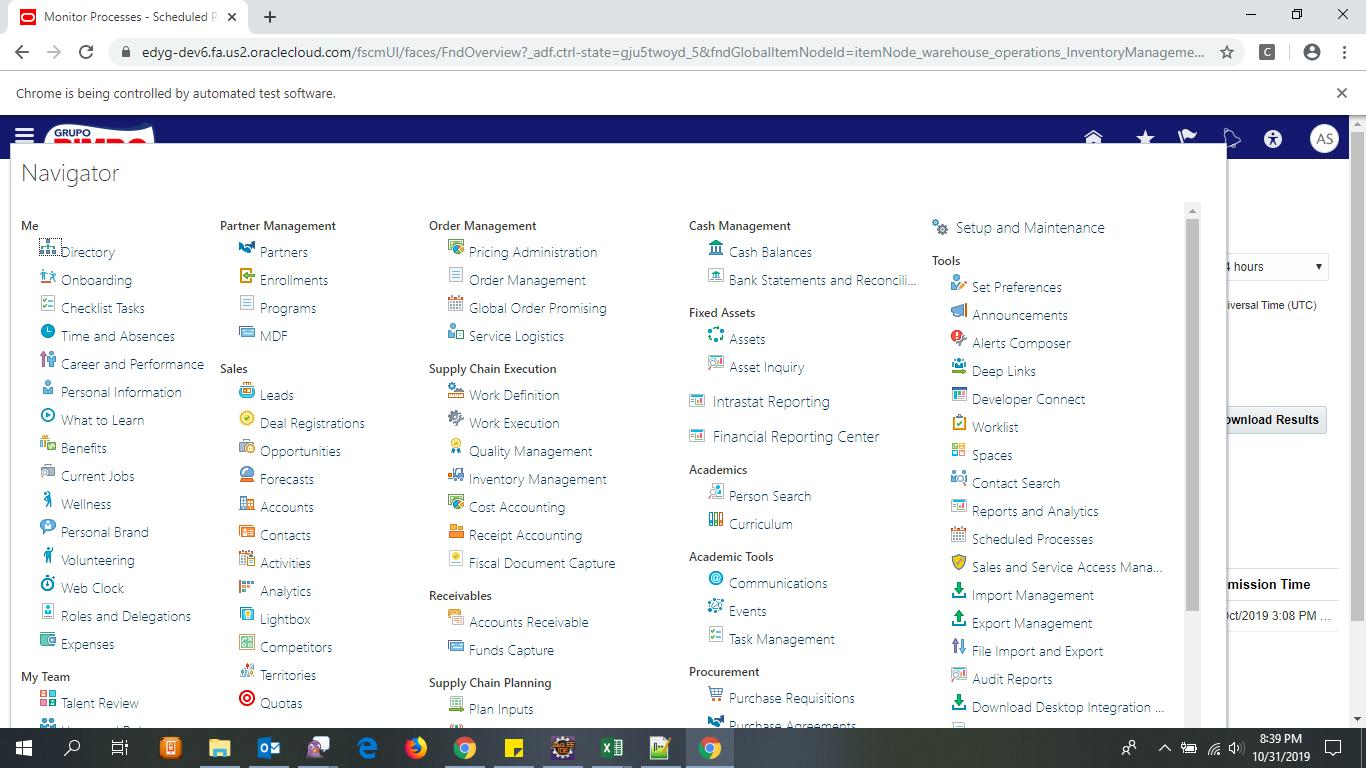 Monitor Processes - Scheduled P
edyg-dev6.fa.us2.oraclecloud.com/fscmUI/faces/FndOverview?_adf.ctrl-state=gju5twoyd_5&fndGlobalItemNodeId=itemNode_warehouse_operations_InventoryManageme...
C
Chrome is being controlled by automated test software.
GRUPO
BIMBO
AS
Navigator
Me
Directory
Onboarding
Checklist Tasks
Time and Absences
Career and Performance
Personal Information
What to Learn
Benefits
Current Jobs
Wellness
Personal Brand
Volunteering
Web Clock
Roles and Delegations
Expenses
My Team
Talent Review
Partner Management
Partners
Enrollments
Programs
MDF
Sales
Leads
Deal Registrations
Opportunities
Forecasts
Accounts
Contacts
Activities
Analytics
Lightbox
Competitors
Territories
Quotas
Order Management
Pricing Administration
Order Management
Global Order Promising
Service Logistics
Supply Chain Execution
Work Definition
Work Execution
Quality Management
Inventory Management
Cost Accounting
Receipt Accounting
Fiscal Document Capture
Receivables
Accounts Receivable
Funds Capture
Supply Chain Planning
Plan Inputs
Cash Management
Cash Balances
Bank Statements and Reconcili...
Fixed Assets
Assets
Asset Inquiry
Intrastat Reporting
Financial Reporting Center
Academics
Person Search
Curriculum
Academic Tools
Communications
Events
Task Management
Procurement
Purchase Requisitions
Purchase Agreements
Setup and Maintenance
Tools
Set Preferences
Announcements
Alerts Composer
Deep Links
Developer Connect
Worklist
Spaces
Contact Search
Reports and Analytics
Scheduled Processes
Sales and Service Access Mana...
Import Management
Export Management
File Import and Export
Audit Reports
Download Desktop Integration ...
4 hours
iversal Time (UTC)
ownload Results
mission Time
Oct/2019 3:08 PM ...
8:39 PM
10/31/2019